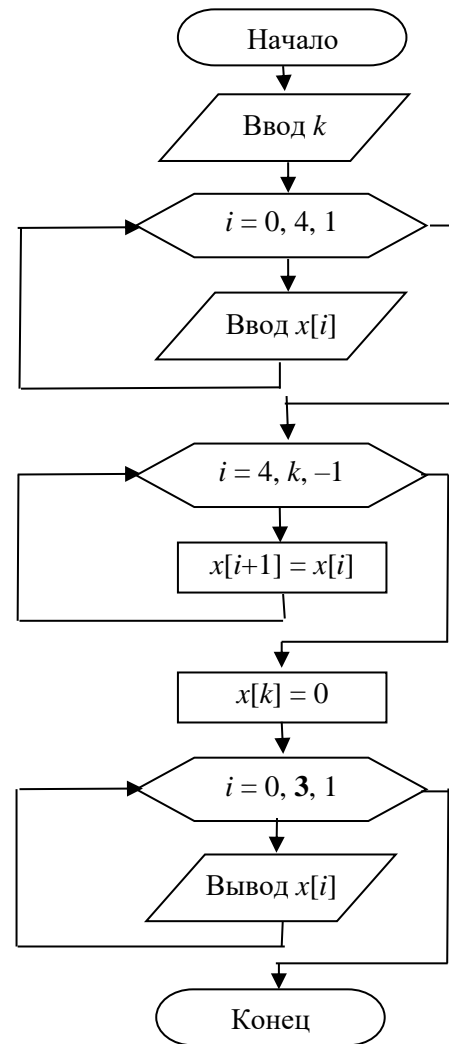 Начало
Ввод k
i = 0, 4, 1
Ввод x[i]
i = 4, k, –1
x[i+1] = x[i]
x[k] = 0
i = 0, 3, 1
Вывод x[i]
Конец